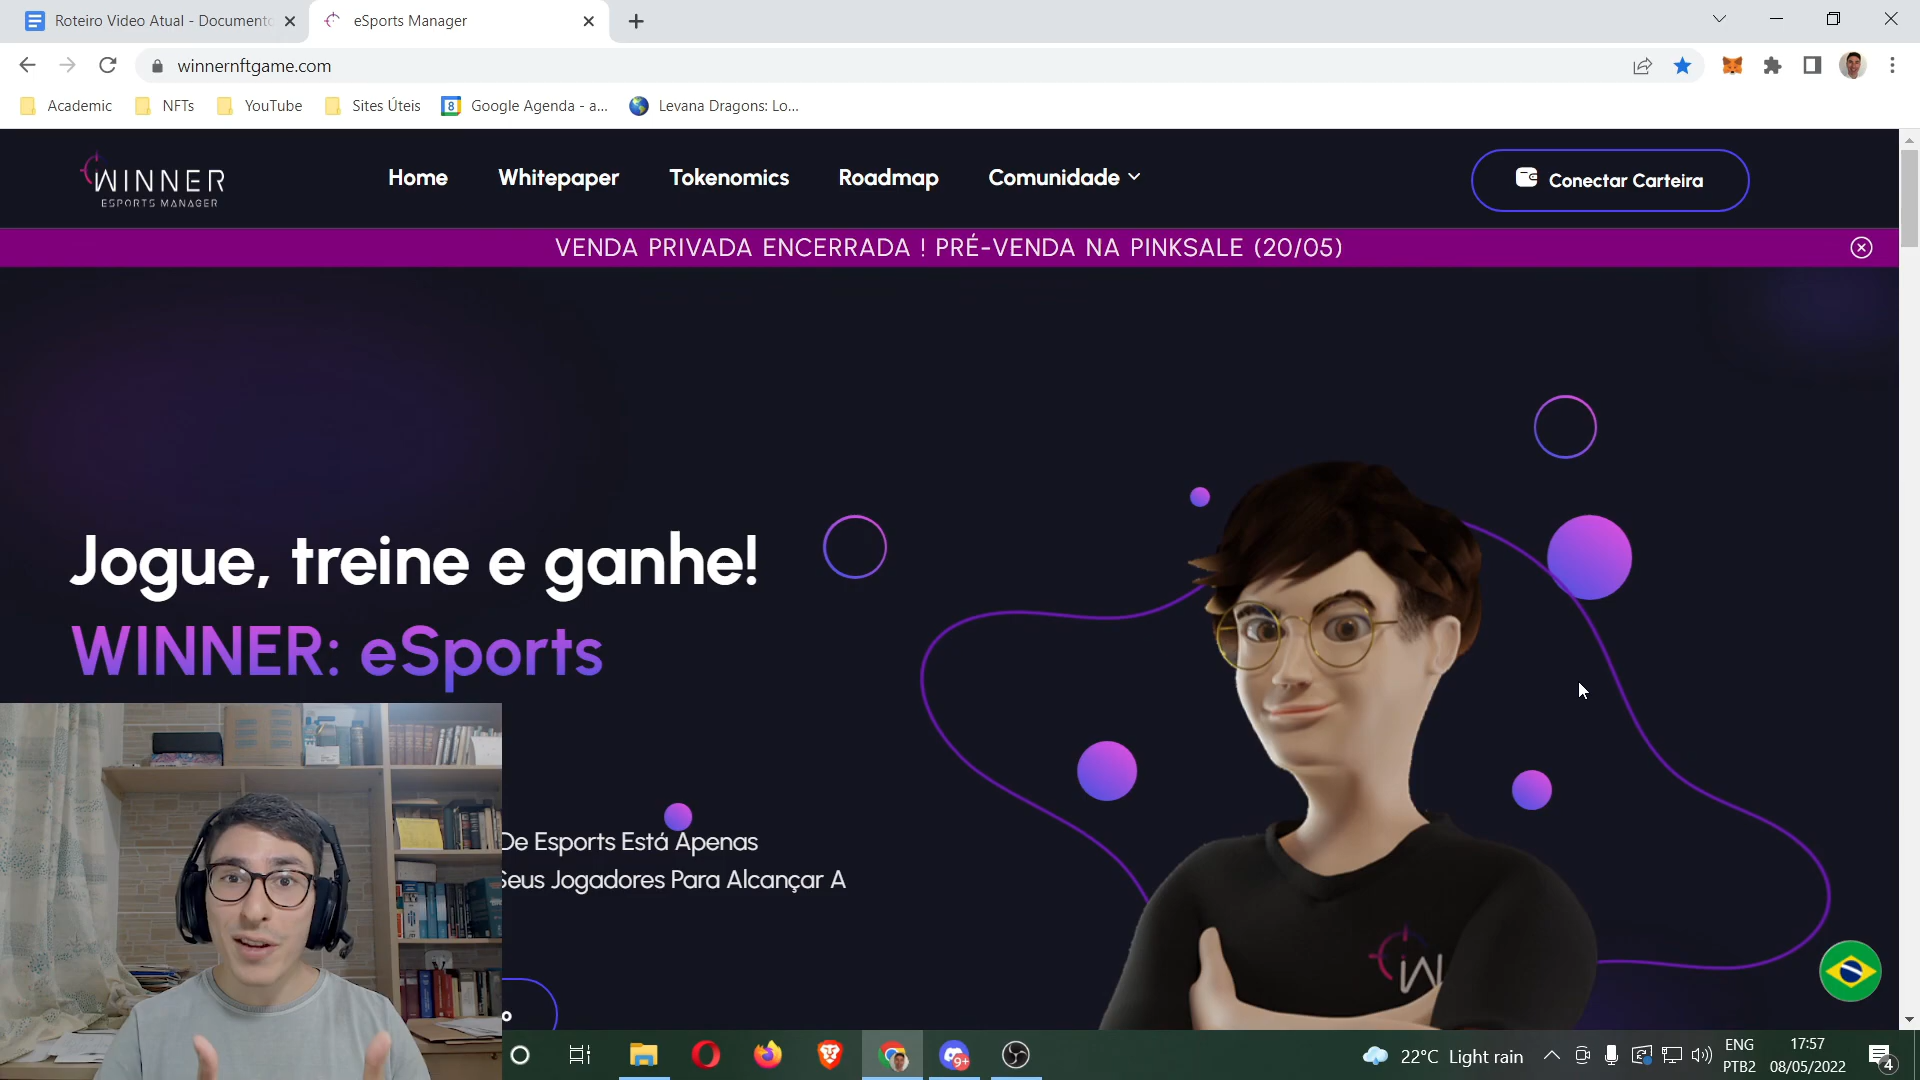 Roteiro Video Atual - Documento
eSports Manager
winnernftgame.com
Academic
NFTs
YouTube
Sites Úteis
Google Agenda - a...
Levana Dragons: Lo...
WINNER
ESPORTS MANAGER
Home
Whitepaper
Tokenomics
Roadmap
Comunidade
Conectar Carteira
VENDA PRIVADA ENCERRADA ! PRÉ-VENDA NA PINKSALE (20/05)
Jogue, treine e ganhe!
WINNER: eSports
De Esports Está Apenas
Seus Jogadores Para Alcançar A
o
22°C Light rain
ENG
PTB2
17:57
08/05/2022
4
9+